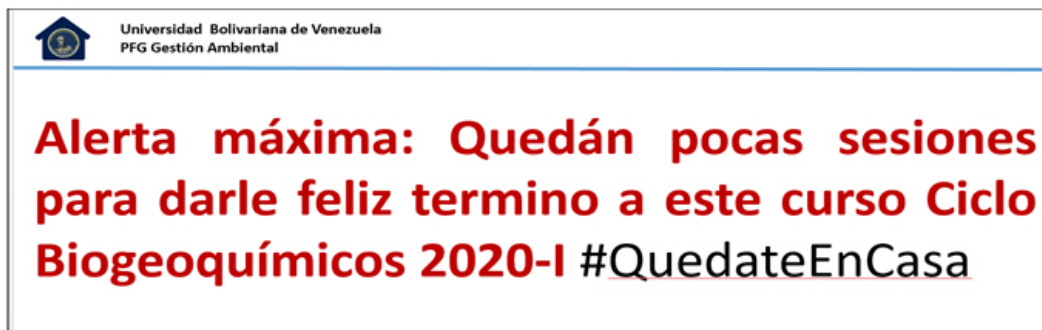 Universidad Bolivariana de Venezuela
PFG Gestión Ambiental
Alerta máxima: Quedán pocas sesiones
para darle feliz termino a este curso Ciclo
Biogeoquímicos 2020-I #QuedateEnCasa